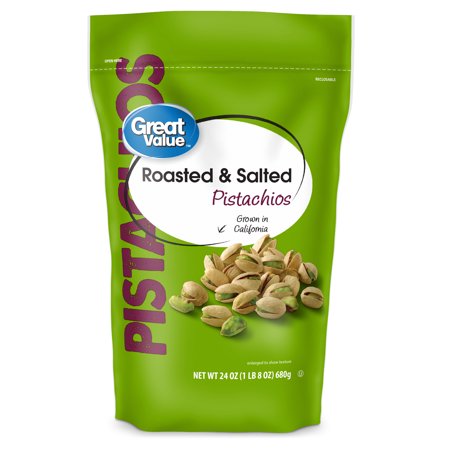 OPEN HERE
RECLOSABLE
PISTACHIOS
Great
Value™
Roasted & Salted
Pistachios
Grown in
California
enlarged to show texture
NET WT 24 OZ (1 LB 8 OZ) 680g
U